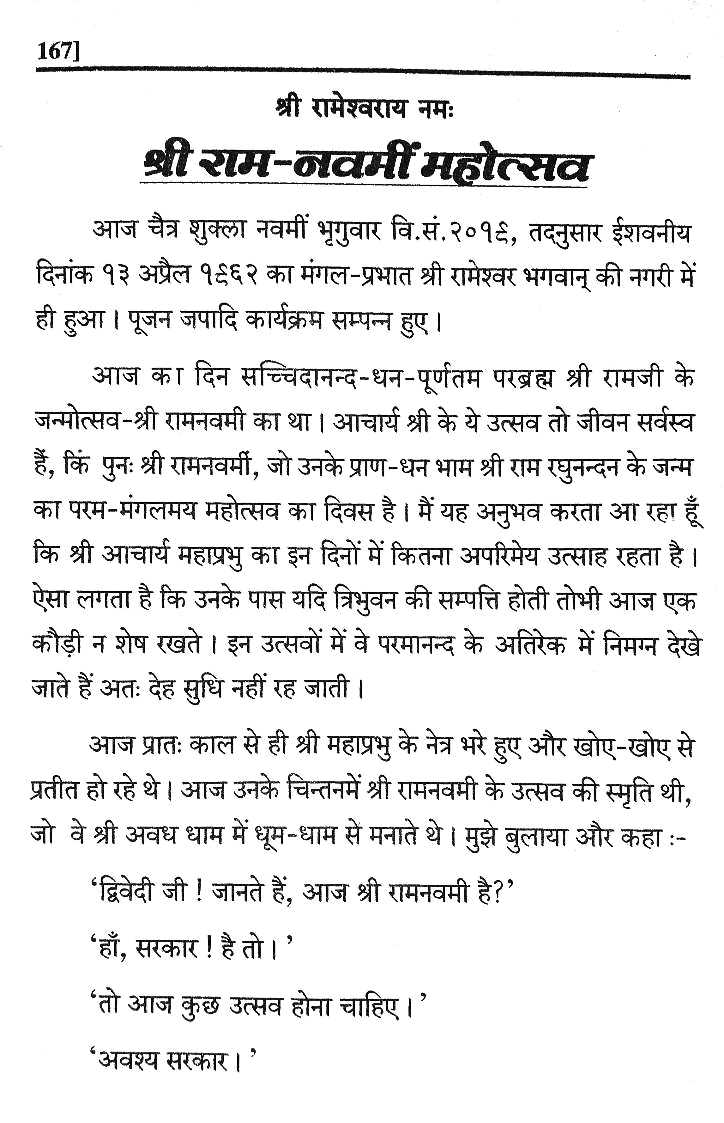 167]
श्री रामेश्वराय नमः
श्री राम-नवमीं महोत्सव
आज चैत्र शुक्ला नवमीं भृगुवार वि.सं.२०१९, तदनुसार ईशवनीय
दिनांक १३ अप्रैल १९६२ का मंगल-प्रभात श्री रामेश्वर भगवान् की नगरी में
ही हुआ। पूजन जपादि कार्यक्रम सम्पन्न हुए।
आज का दिन सच्चिदानन्द-धन-पूर्णतम परब्रह्म श्री रामजी के
जन्मोत्सव-श्री रामनवमी का था। आचार्य श्री के ये उत्सव तो जीवन सर्वस्व
हैं, किं पुनः श्री रामनवमीं, जो उनके प्राण-धन भाम श्री राम रघुनन्दन के जन्म
का परम-मंगलमय महोत्सव का दिवस है। मैं यह अनुभव करता आ रहा हूँ
कि श्री आचार्य महाप्रभु का इन दिनों में कितना अपरिमेय उत्साह रहता है।
ऐसा लगता है कि उनके पास यदि त्रिभुवन की सम्पत्ति होती तोभी आज एक
कौड़ी न शेष रखते। इन उत्सवों में वे परमानन्द के अतिरेक में निमग्न देखे
जाते हैं अतः देह सुधि नहीं रह जाती।
आज प्रातः काल से ही श्री महाप्रभु के नेत्र भरे हुए और खोए-खोए से
प्रतीत हो रहे थे। आज उनके चिन्तनमें श्री रामनवमी के उत्सव की स्मृति थी,
जो वे श्री अवध धाम में धूम-धाम से मनाते थे। मुझे बुलाया और कहा :-
‘द्विवेदी जी ! जानते हैं, आज श्री रामनवमी है?’
‘हाँ, सरकार ! है तो।’
‘तो आज कुछ उत्सव होना चाहिए।’
‘अवश्य सरकार।’